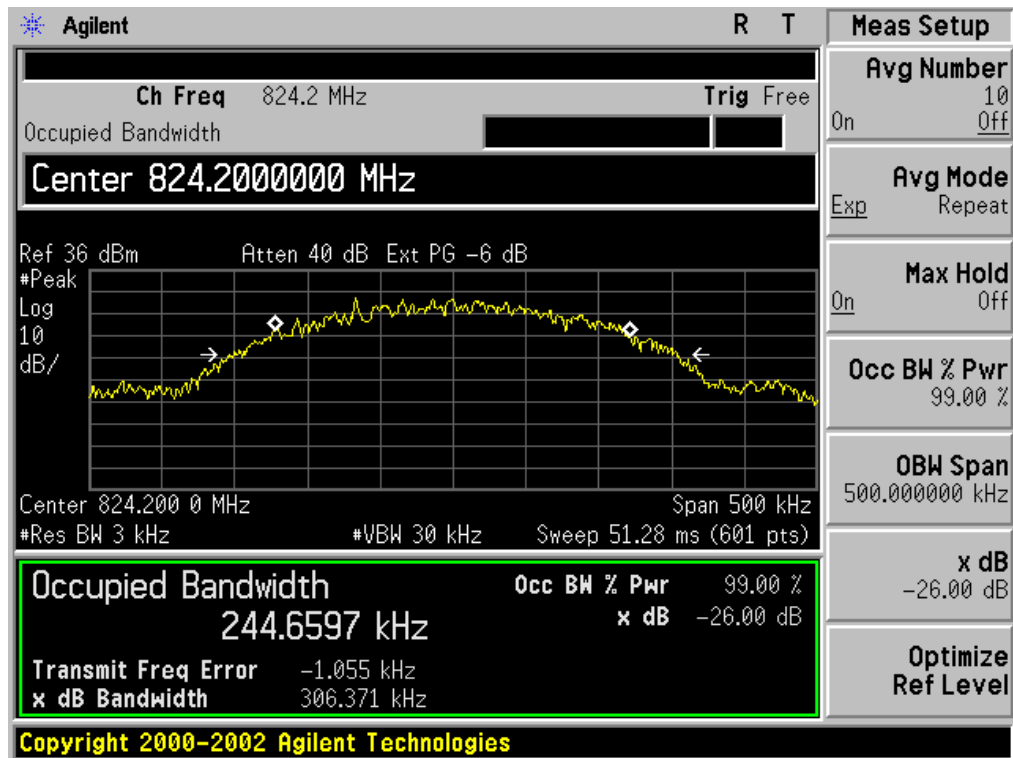 Agilent R T
Meas Setup
Ch Freq 824.2 MHz Trig Free
Occupied Bandwidth
Center 824.2000000 MHz
Ref 36 dBm Atten 40 dB Ext PG -6 dB
#Peak
Log
10
dB/
Center 824.200 0 MHz Span 500 kHz
#Res BW 3 kHz #VBW 30 kHz Sweep 51.28 ms (601 pts)
Occupied Bandwidth
244.6597 kHz
Occ BW % Pwr 99.00 %
x dB -26.00 dB
Transmit Freq Error -1.055 kHz
x dB Bandwidth 306.371 kHz
Copyright 2000-2002 Agilent Technologies
Avg Number
10
On Off
Avg Mode
Exp Repeat
Max Hold
On Off
Occ BW % Pwr
99.00 %
OBW Span
500.000000 kHz
x dB
-26.00 dB
Optimize
Ref Level